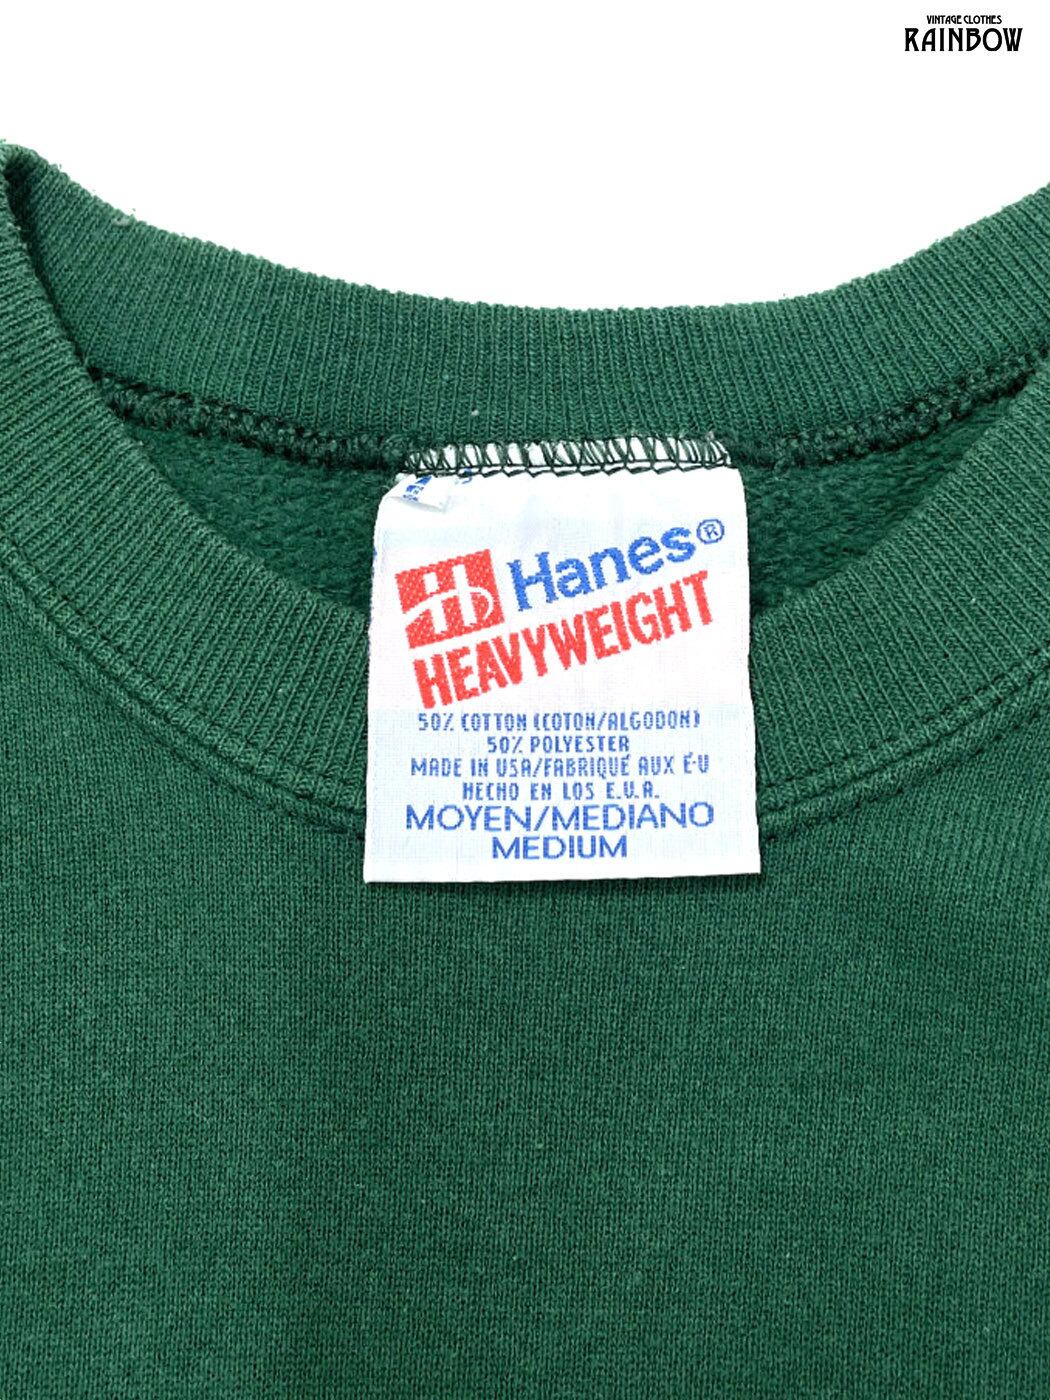 VINTAGE CLOTHES
RAINBOW
Hanes®
HEAVYWEIGHT
50% COTTON (COTON/ALGODON)
50% POLYESTER
MADE IN USA/FABRIQUÉ AUX É-U
HECHO EN LOS E.U.A.
MOYEN/MEDIANO
MEDIUM